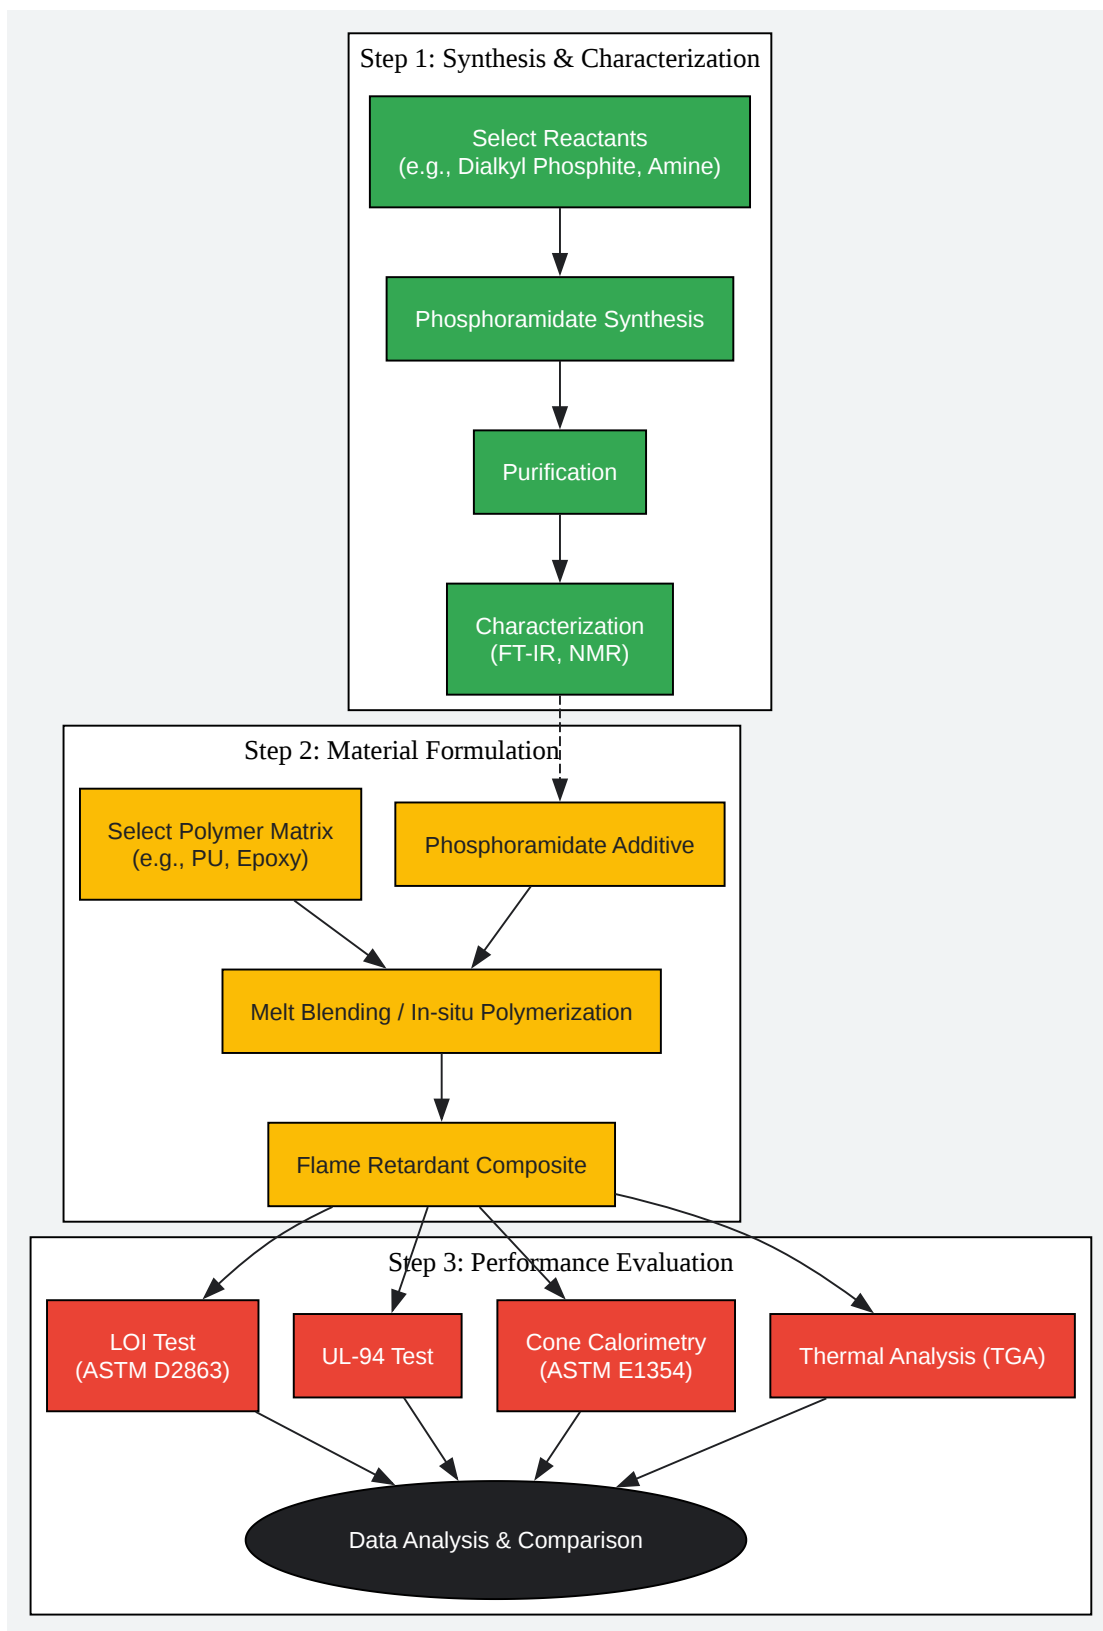 Step 1: Synthesis & Characterization
Select Reactants
(e.g., Dialkyl Phosphite, Amine)
Phosphoramidate Synthesis
Purification
Characterization
(FT-IR, NMR)
Step 2: Material Formulation
Select Polymer Matrix
(e.g., PU, Epoxy)
Phosphoramidate Additive
Melt Blending / In-situ Polymerization
Flame Retardant Composite
Step 3: Performance Evaluation
LOI Test
(ASTM D2863)
UL-94 Test
Cone Calorimetry
(ASTM E1354)
Thermal Analysis (TGA)
Data Analysis & Comparison